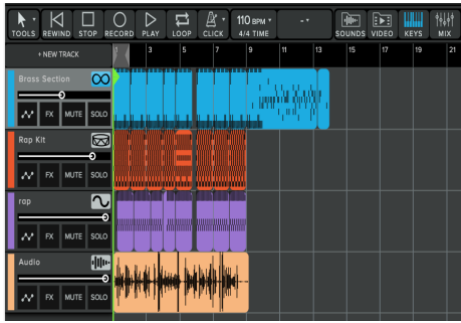 TOOLS REWIND STOP RECORD PLAY LOOP CLICK 110 BPM 4/4 TIME - SOUNDS VIDEO KEYS MIX
+ NEW TRACK 1 3 5 7 9 11 13 15 17 19 21
Brass Section
FX MUTE SOLO
Rap Kit
FX MUTE SOLO
rap
FX MUTE SOLO
Audio
FX MUTE SOLO